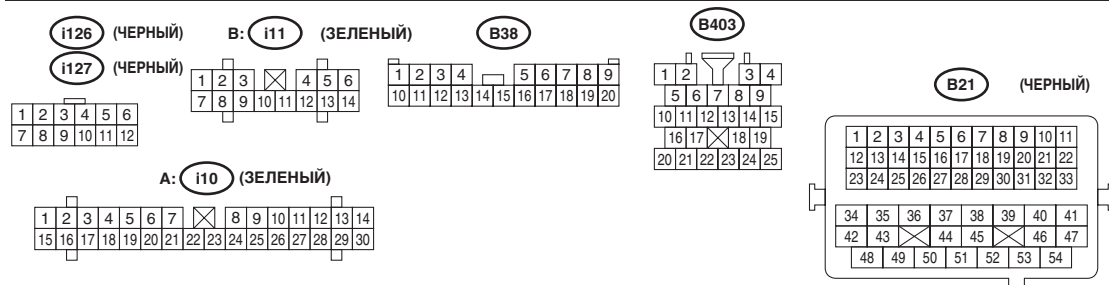 i126 (ЧЕРНЫЙ)
i127 (ЧЕРНЫЙ)
1 2 3 4 5 6
7 8 9 10 11 12
B: i11 (ЗЕЛЕНЫЙ)
1 2 3 4 5 6
7 8 9 10 11 12 13 14
B38
1 2 3 4 5 6 7 8 9
10 11 12 13 14 15 16 17 18 19 20
B403
1 2 3 4
5 6 7 8 9
10 11 12 13 14 15
16 17 18 19
20 21 22 23 24 25
B21 (ЧЕРНЫЙ)
1 2 3 4 5 6 7 8 9 10 11
12 13 14 15 16 17 18 19 20 21 22
23 24 25 26 27 28 29 30 31 32 33
34 35 36 37 38 39 40 41
42 43 44 45 46 47
48 49 50 51 52 53 54
A: i10 (ЗЕЛЕНЫЙ)
1 2 3 4 5 6 7 8 9 10 11 12 13 14
15 16 17 18 19 20 21 22 23 24 25 26 27 28 29 30